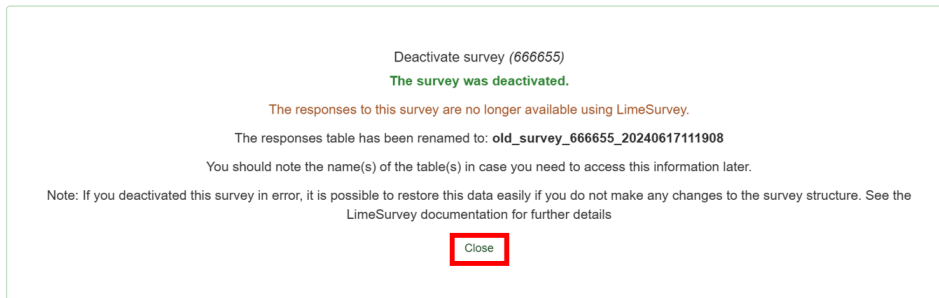 Deactivate survey (666655)
The survey was deactivated.
The responses to this survey are no longer available using LimeSurvey.
The responses table has been renamed to: old_survey_666655_20240617111908
You should note the name(s) of the table(s) in case you need to access this information later.
Note: If you deactivated this survey in error, it is possible to restore this data easily if you do not make any changes to the survey structure. See the
LimeSurvey documentation for further details
Close